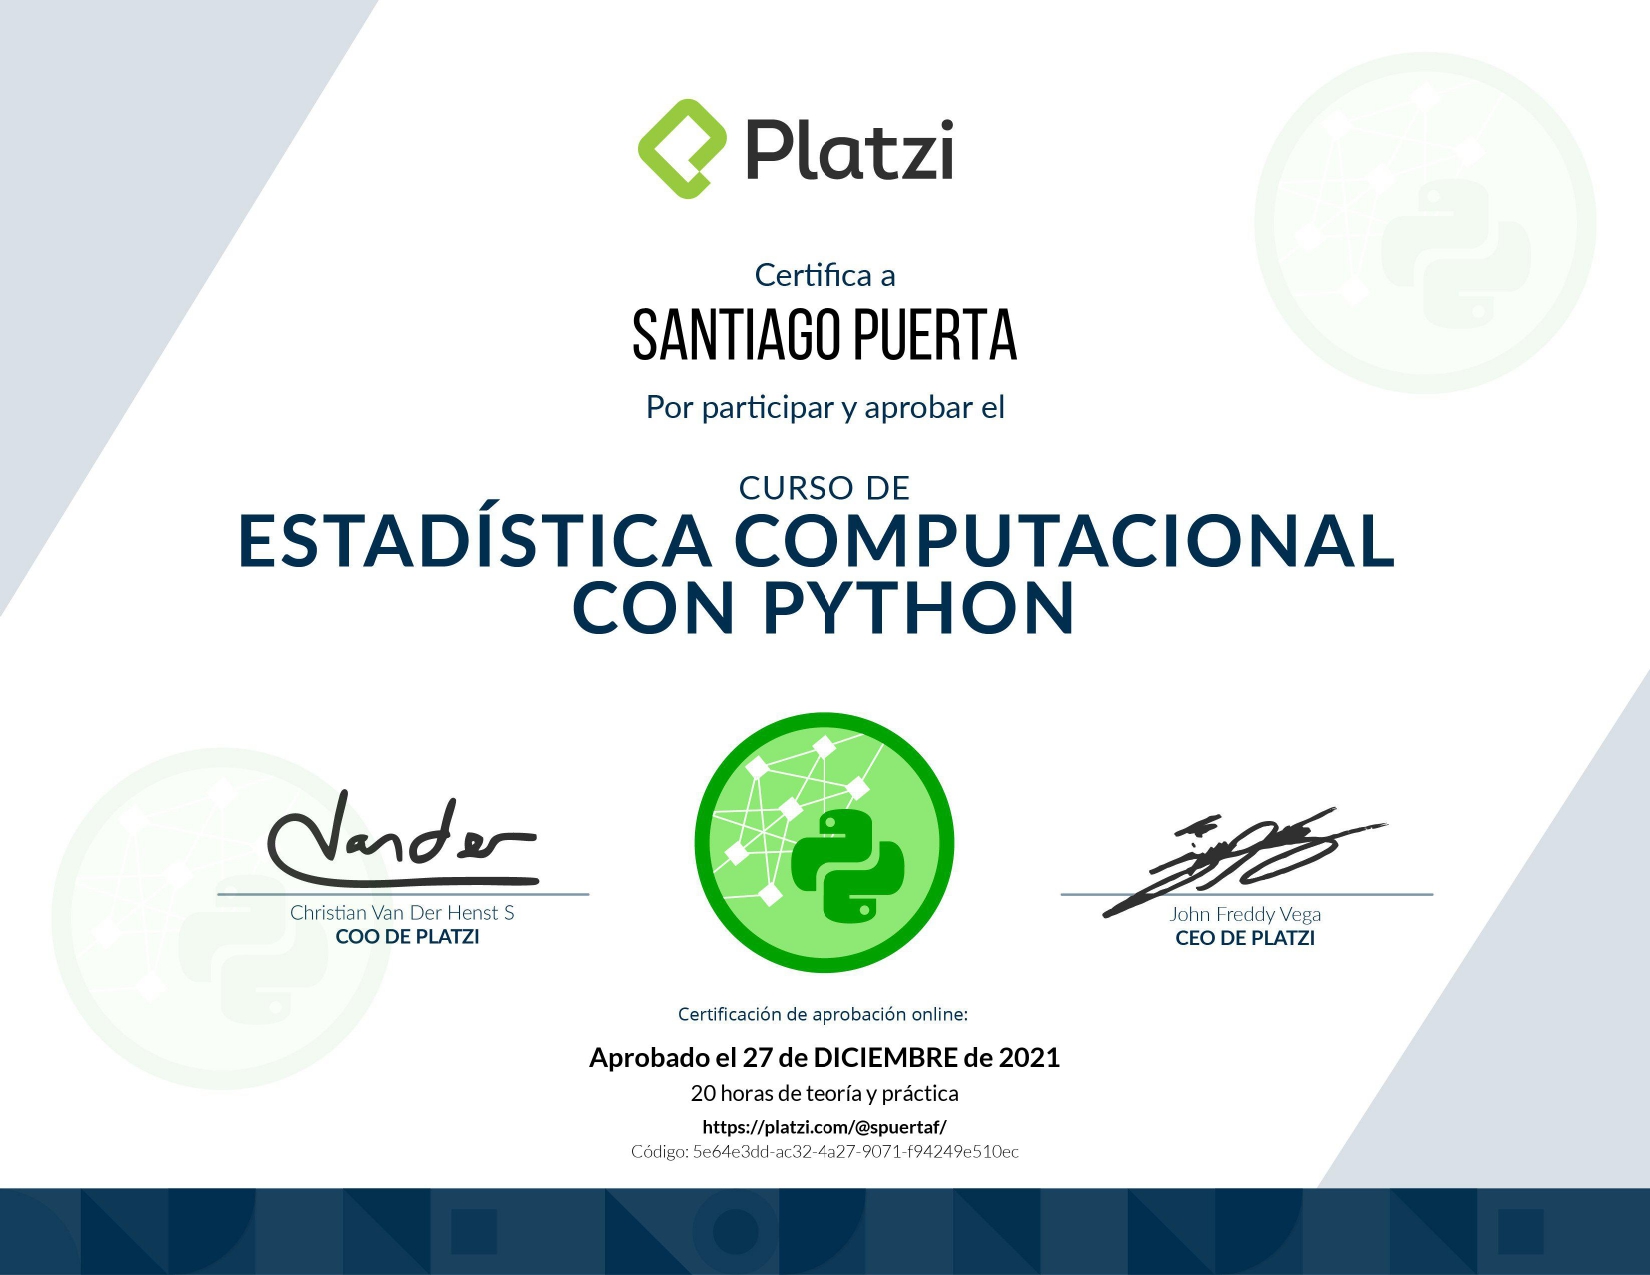 Platzi
Certifica a
SANTIAGO PUERTA
Por participar y aprobar el
CURSO DE
ESTADÍSTICA COMPUTACIONAL
CON PYTHON
Vander
Christian Van Der Henst S
COO DE PLATZI
John Freddy Vega
CEO DE PLATZI
Certificación de aprobación online:
Aprobado el 27 de DICIEMBRE de 2021
20 horas de teoría y práctica
https://platzi.com/@spuertaf/
Código: 5e64e3dd-ac32-4a27-9071-f94249e510ec